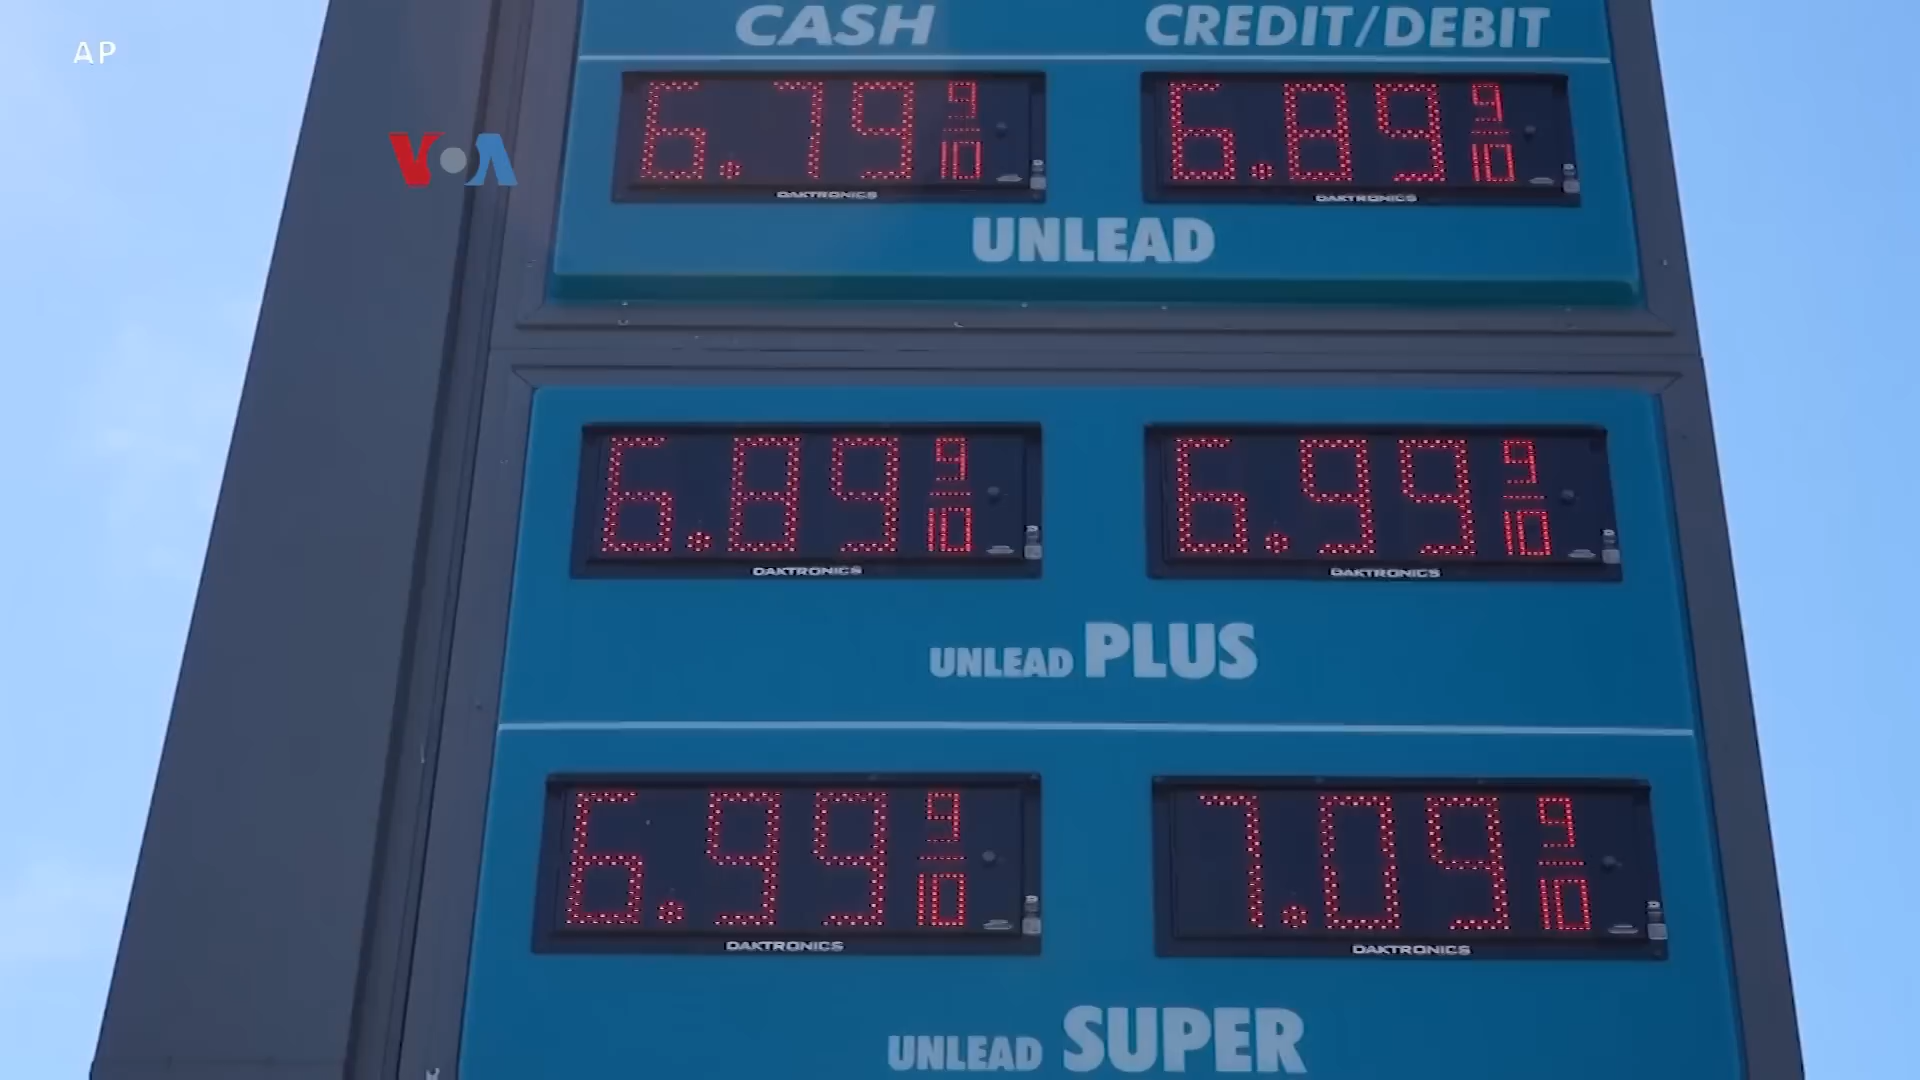 AP
VOA
CASH CREDIT/DEBIT
6.79 9/10 6.89 9/10
DAKTRONICS DAKTRONICS
UNLEAD
6.89 9/10 6.99 9/10
DAKTRONICS DAKTRONICS
UNLEAD PLUS
6.99 9/10 7.09 9/10
DAKTRONICS DAKTRONICS
UNLEAD SUPER